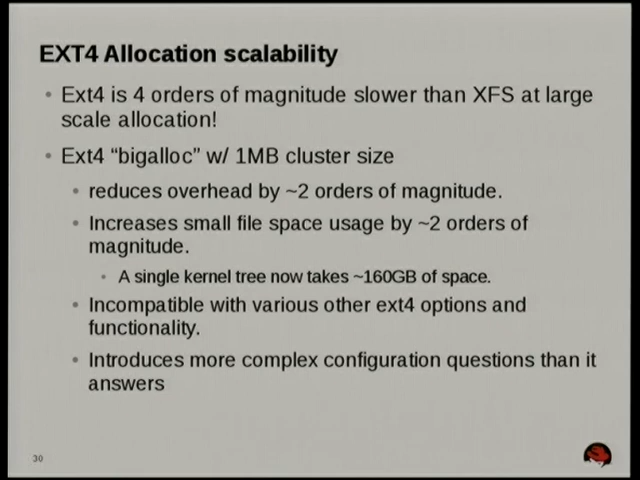 EXT4 Allocation scalability
• Ext4 is 4 orders of magnitude slower than XFS at large
scale allocation!
• Ext4 “bigalloc” w/ 1MB cluster size
• reduces overhead by ~2 orders of magnitude.
• Increases small file space usage by ~2 orders of
magnitude.
• A single kernel tree now takes ~160GB of space.
• Incompatible with various other ext4 options and
functionality.
• Introduces more complex configuration questions than it
answers
30